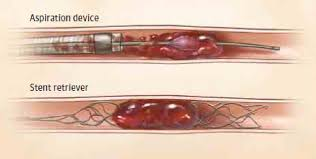 Aspiration device
Stent retriever